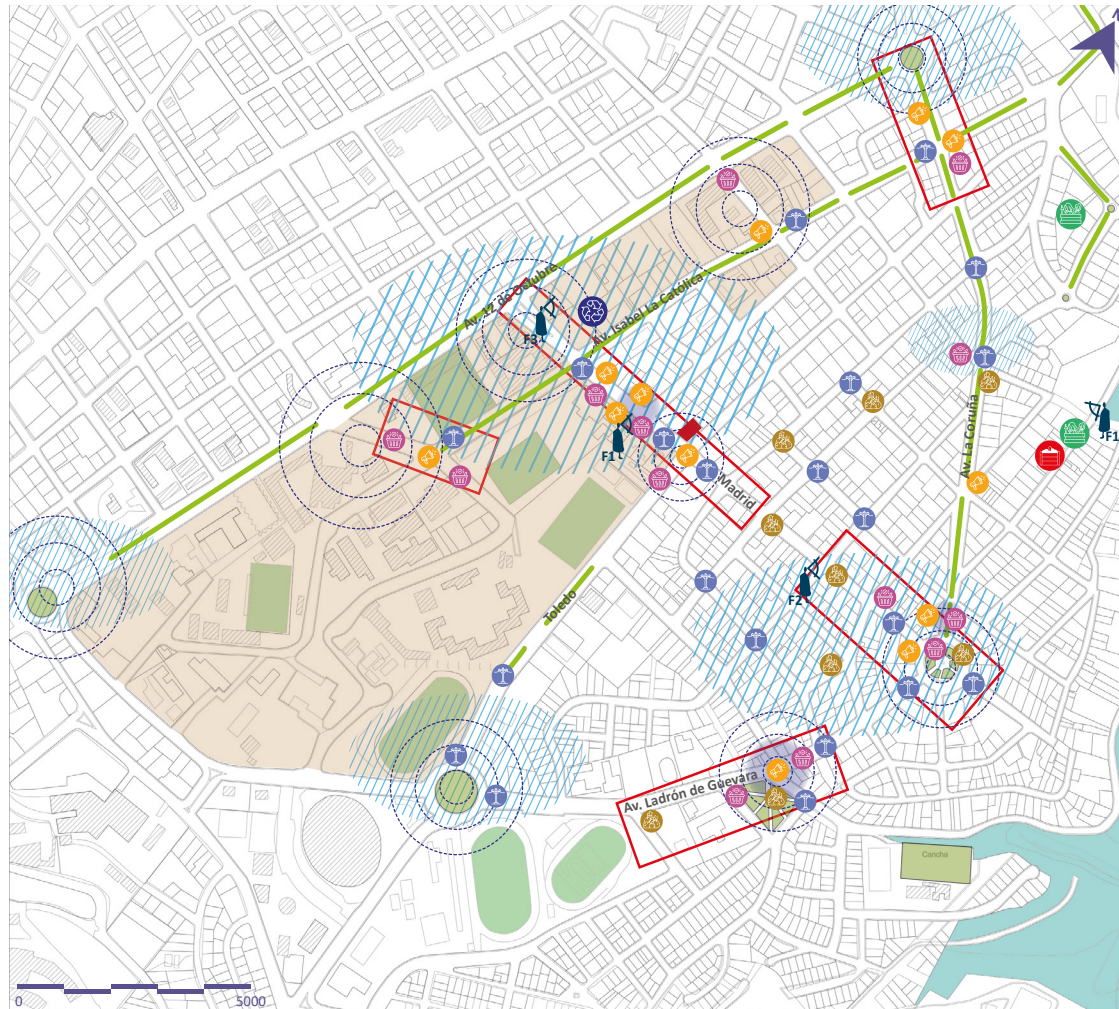 Av. 12 de Octubre
Av. Isabel La Católica
F3
F1
Madrid
Av. La Coruña
F1
F2
Toledo
Av. Ladrón de Guevara
Cancha
0
5000